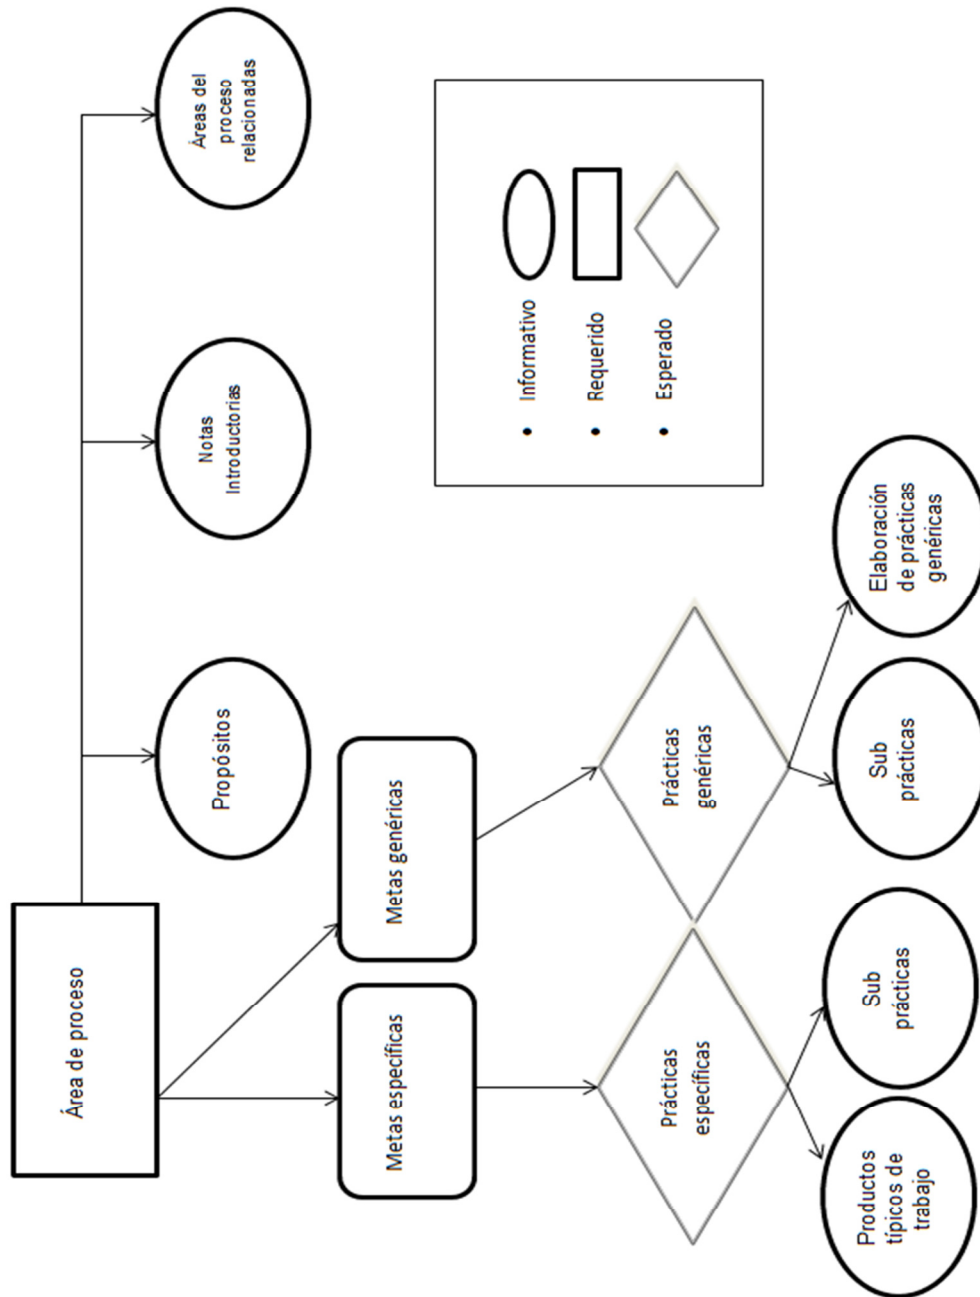 Área de proceso
Propósitos
Notas
Introductorias
Áreas del
proceso
relacionadas
Metas específicas
Metas genéricas
Prácticas
específicas
Prácticas
genéricas
Productos
típicos de
trabajo
Sub
prácticas
Sub
prácticas
Elaboración
de prácticas
genéricas
• Informativo
• Requerido
• Esperado